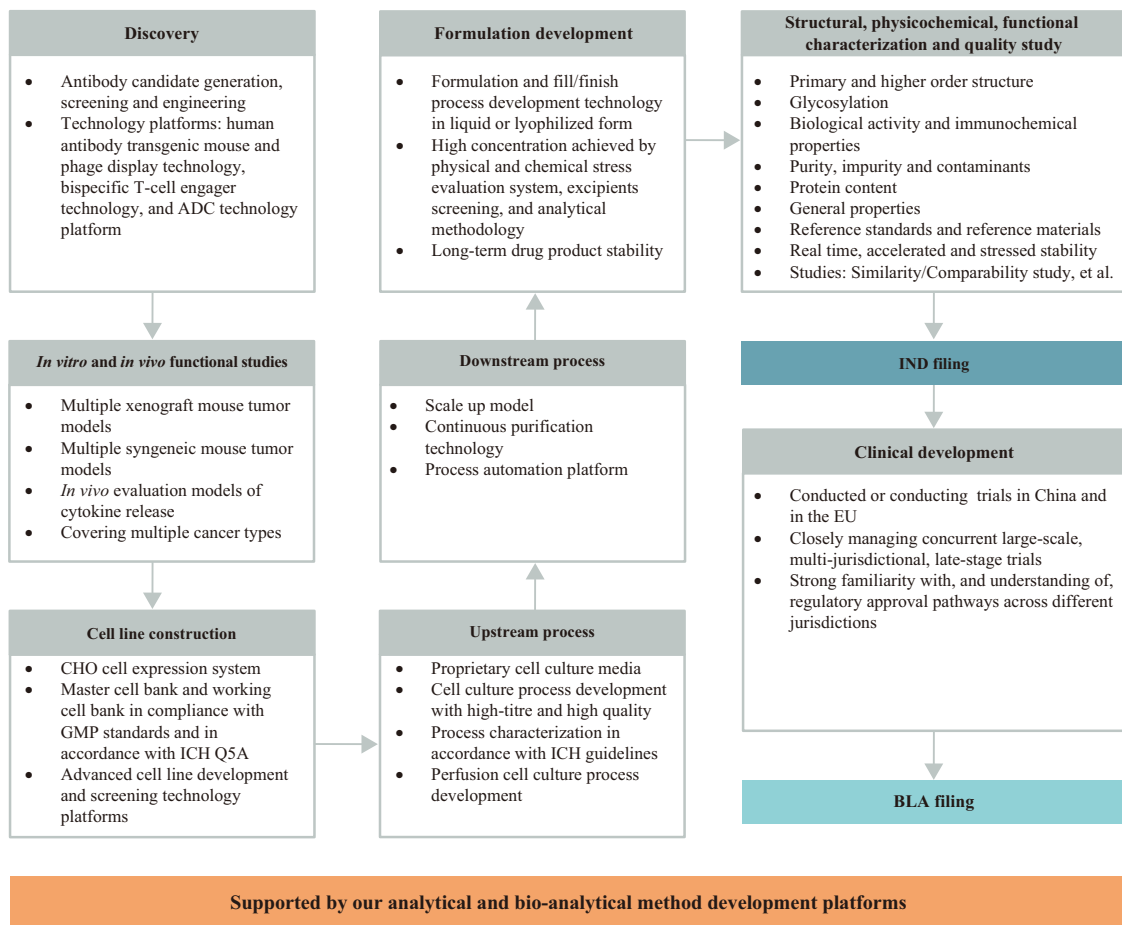 Discovery
• Antibody candidate generation,
screening and engineering
• Technology platforms: human
antibody transgenic mouse and
phage display technology,
bispecific T-cell engager
technology, and ADC technology
platform
In vitro and in vivo functional studies
• Multiple xenograft mouse tumor
models
• Multiple syngeneic mouse tumor
models
• In vivo evaluation models of
cytokine release
• Covering multiple cancer types
Cell line construction
• CHO cell expression system
• Master cell bank and working
cell bank in compliance with
GMP standards and in
accordance with ICH Q5A
• Advanced cell line development
and screening technology
platforms
Upstream process
• Proprietary cell culture media
• Cell culture process development
with high-titre and high quality
• Process characterization in
accordance with ICH guidelines
• Perfusion cell culture process
development
Downstream process
• Scale up model
• Continuous purification
technology
• Process automation platform
Formulation development
• Formulation and fill/finish
process development technology
in liquid or lyophilized form
• High concentration achieved by
physical and chemical stress
evaluation system, excipients
screening, and analytical
methodology
• Long-term drug product stability
Structural, physicochemical, functional
characterization and quality study
• Primary and higher order structure
• Glycosylation
• Biological activity and immunochemical
properties
• Purity, impurity and contaminants
• Protein content
• General properties
• Reference standards and reference materials
• Real time, accelerated and stressed stability
• Studies: Similarity/Comparability study, et al.
IND filing
Clinical development
• Conducted or conducting trials in China and
in the EU
• Closely managing concurrent large-scale,
multi-jurisdictional, late-stage trials
• Strong familiarity with, and understanding of,
regulatory approval pathways across different
jurisdictions
BLA filing
Supported by our analytical and bio-analytical method development platforms